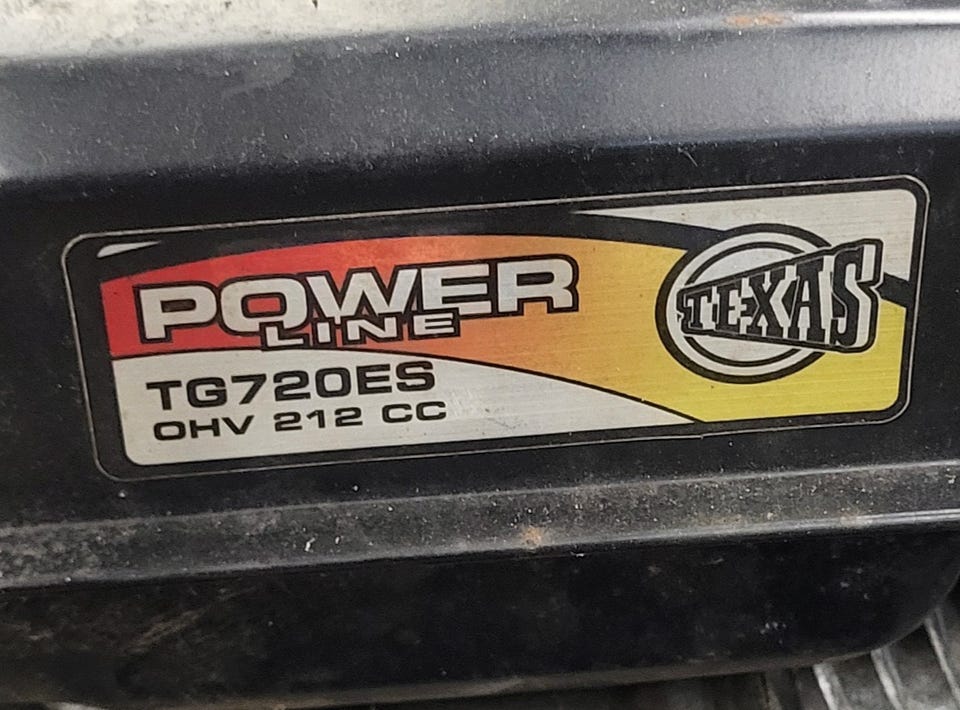 POWER
LINE
TEXAS
TG720ES
OHV 212 CC